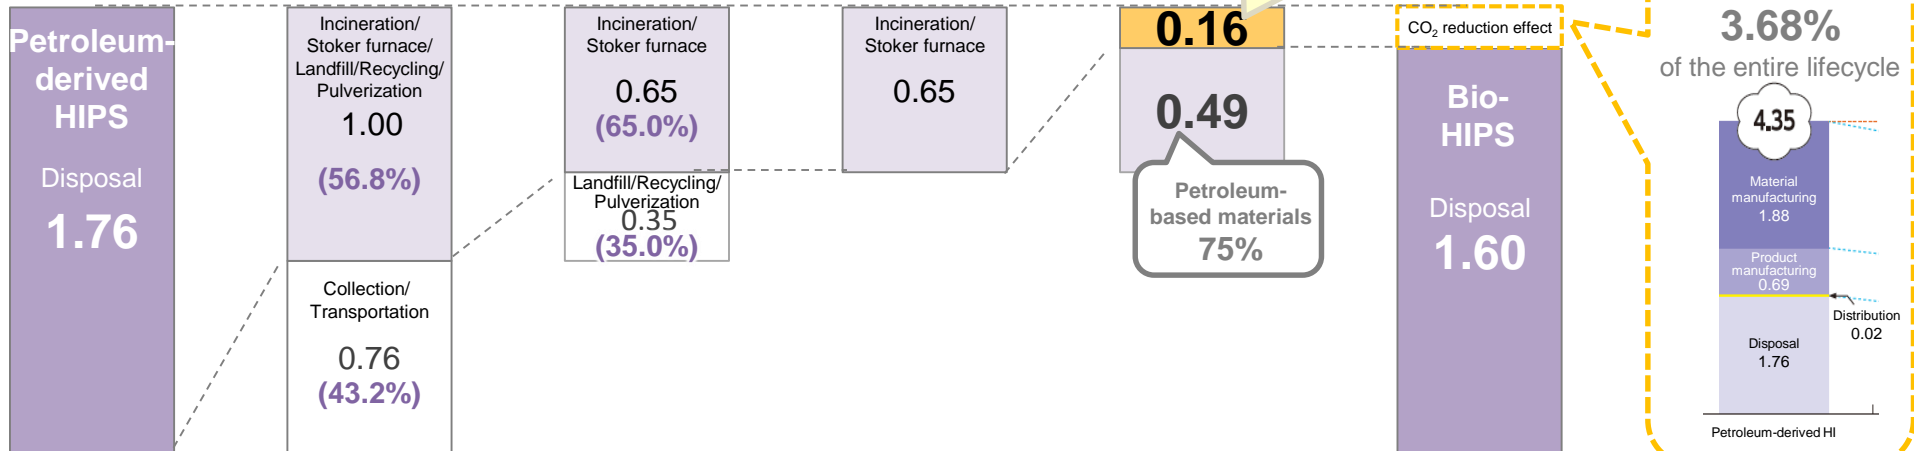 Petroleum-
derived
HIPS
Disposal
1.76
Incineration/
Stoker furnace/
Landfill/Recycling/
Pulverization
1.00
(56.8%)
Collection/
Transportation
0.76
(43.2%)
Incineration/
Stoker furnace
0.65
(65.0%)
Landfill/Recycling/
Pulverization
0.35
(35.0%)
Incineration/
Stoker furnace
0.65
0.16
0.49
Petroleum-
based materials
75%
CO₂ reduction effect
Bio-
HIPS
Disposal
1.60
3.68%
of the entire lifecycle
4.35
Material
manufacturing
1.88
Product
manufacturing
0.69
Distribution
0.02
Disposal
1.76
Petroleum-derived HI